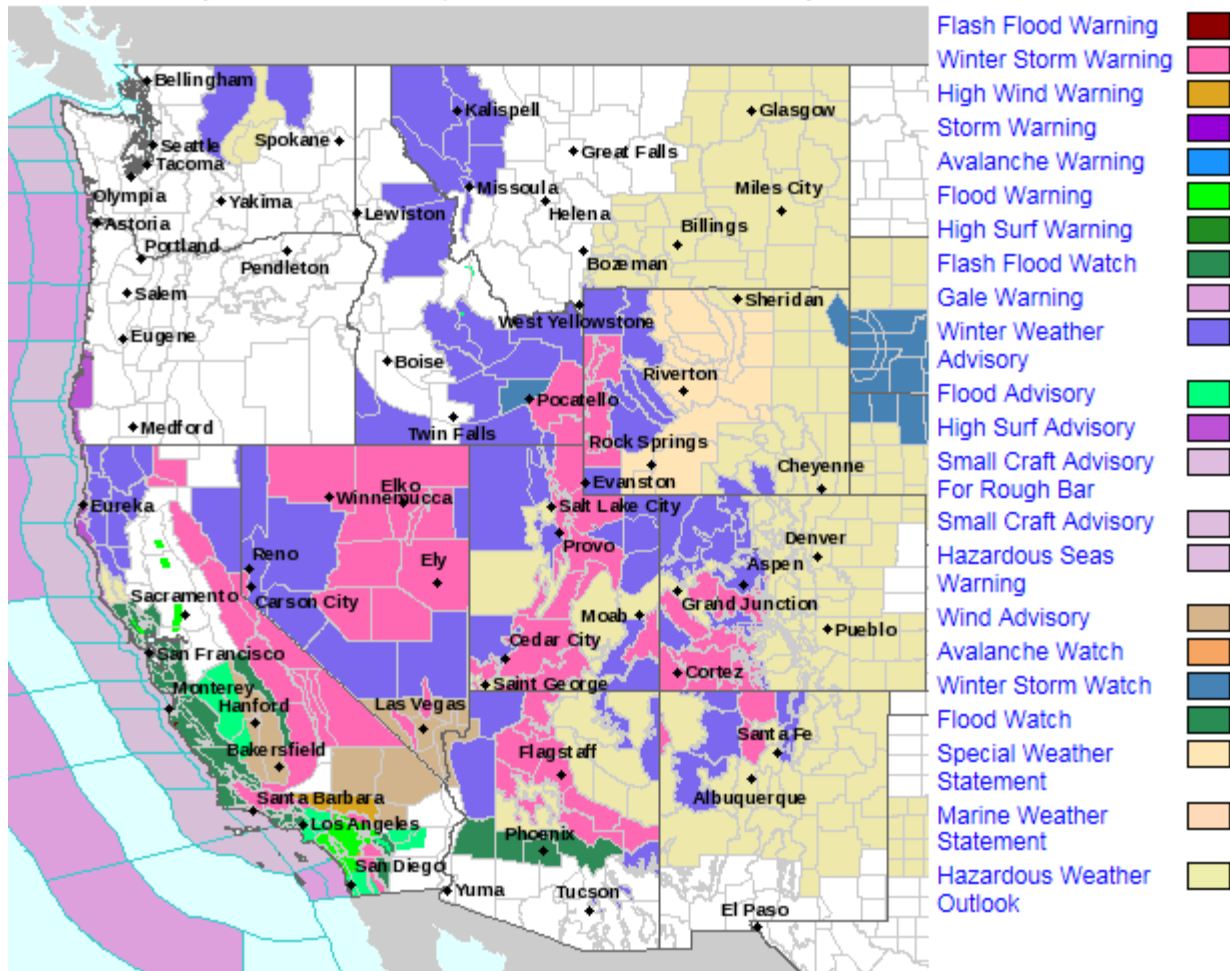 Bellingham
Seattle
Tacoma
Spokane
Olympia
Yakima
Astoria
Portland
Pendleton
Salem
Eugene
Medford
Kalispell
Great Falls
Glasgow
Missoula
Helena
Miles City
Lewiston
Billings
Bozeman
West Yellowstone
Sheridan
Boise
Riverton
Pocatello
Twin Falls
Rock Springs
Cheyenne
Evanston
Eureka
Elko
Winnemucca
Salt Lake City
Provo
Reno
Ely
Denver
Aspen
Sacramento
Carson City
Moab
Grand Junction
Pueblo
San Francisco
Cedar City
Cortez
Monterey
Hanford
Las Vegas
Saint George
Bakersfield
Flagstaff
Santa Fe
Albuquerque
Santa Barbara
Los Angeles
Phoenix
San Diego
Yuma
Tucson
El Paso
Flash Flood Warning
Winter Storm Warning
High Wind Warning
Storm Warning
Avalanche Warning
Flood Warning
High Surf Warning
Flash Flood Watch
Gale Warning
Winter Weather
Advisory
Flood Advisory
High Surf Advisory
Small Craft Advisory
For Rough Bar
Small Craft Advisory
Hazardous Seas
Warning
Wind Advisory
Avalanche Watch
Winter Storm Watch
Flood Watch
Special Weather
Statement
Marine Weather
Statement
Hazardous Weather
Outlook